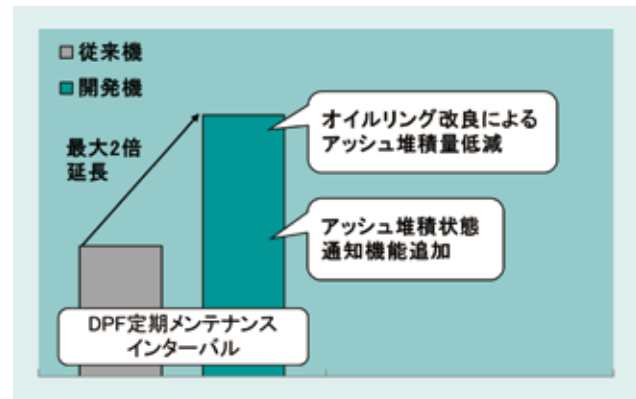 従来機
開発機
最大2倍
延長
オイルリング改良による
アッシュ堆積量低減
アッシュ堆積状態
通知機能追加
DPF定期メンテナンス
インターバル